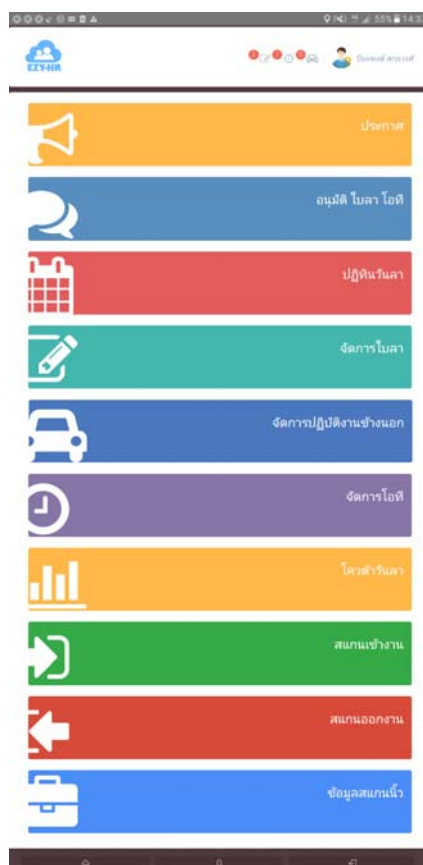 55% 14:33
EZY-HR
ประกาศ
อนุมัติ ใบลา โอที
ปฏิทินวันลา
จัดการใบลา
จัดการปฏิบัติงานข้างนอก
จัดการโอที
โควต้าวันลา
สแกนเข้างาน
สแกนออกงาน
ข้อมูลสแกนนิ้ว